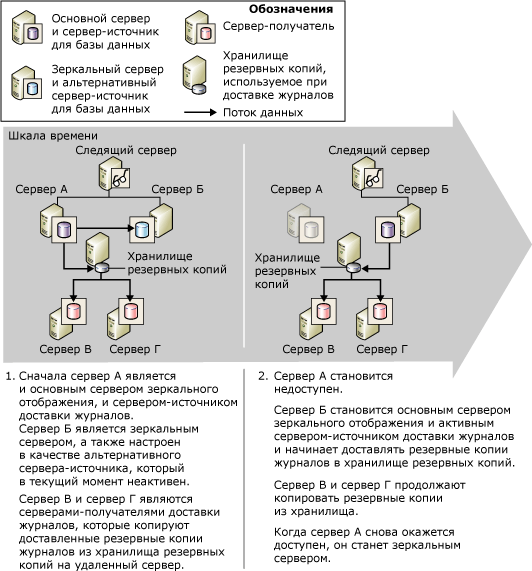 Обозначения
Основной сервер
и сервер-источник
для базы данных
Сервер-получатель
Зеркальный сервер
и альтернативный
сервер-источник
для базы данных
Хранилище
резервных копий,
используемое при
доставке журналов
Поток данных
Шкала времени
Следящий сервер
Сервер А
Сервер Б
Хранилище
резервных копий
Сервер В
Сервер Г
Следящий сервер
Сервер А
Сервер Б
Хранилище
резервных
копий
Сервер В
Сервер Г
1. Сначала сервер А является
и основным сервером зеркального
отображения, и сервером-источником
доставки журналов.
Сервер Б является зеркальным
сервером, а также настроен
в качестве альтернативного
сервера-источника, который
в текущий момент неактивен.
Сервер В и сервер Г являются
серверами-получателями доставки
журналов, которые копируют
доставленные резервные копии
журналов из хранилища резервных
копий на удаленный сервер.
2. Сервер А становится
недоступен.
Сервер Б становится основным сервером
зеркального отображения и активным
сервером-источником доставки журналов
и начинает доставлять резервные копии
журналов в хранилище резервных копий.
Сервер В и сервер Г продолжают
копировать резервные копии
из хранилища.
Когда сервер А снова окажется
доступен, он станет зеркальным
сервером.